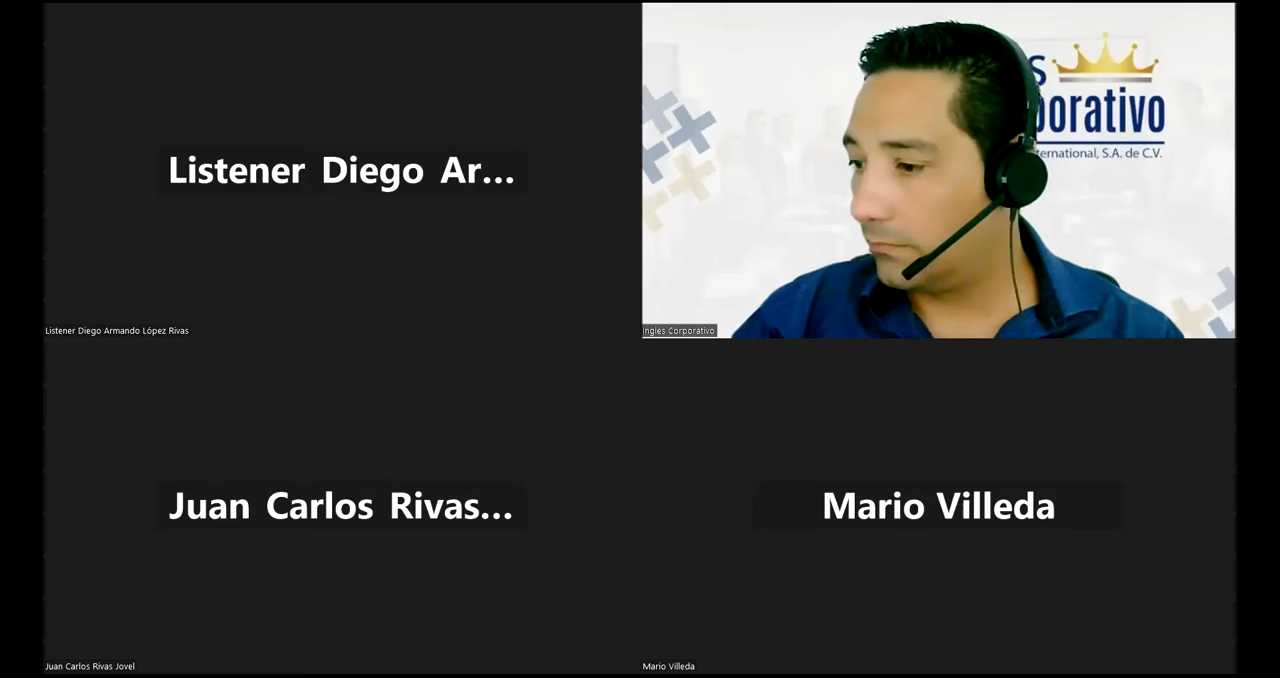 Listener Diego Ar...
Listener Diego Armando López Rivas
s
porativo
ternational, S.A. de C.V.
Ingles Corporativo
Juan Carlos Rivas...
Juan Carlos Rivas Jovel
Mario Villeda
Mario Villeda